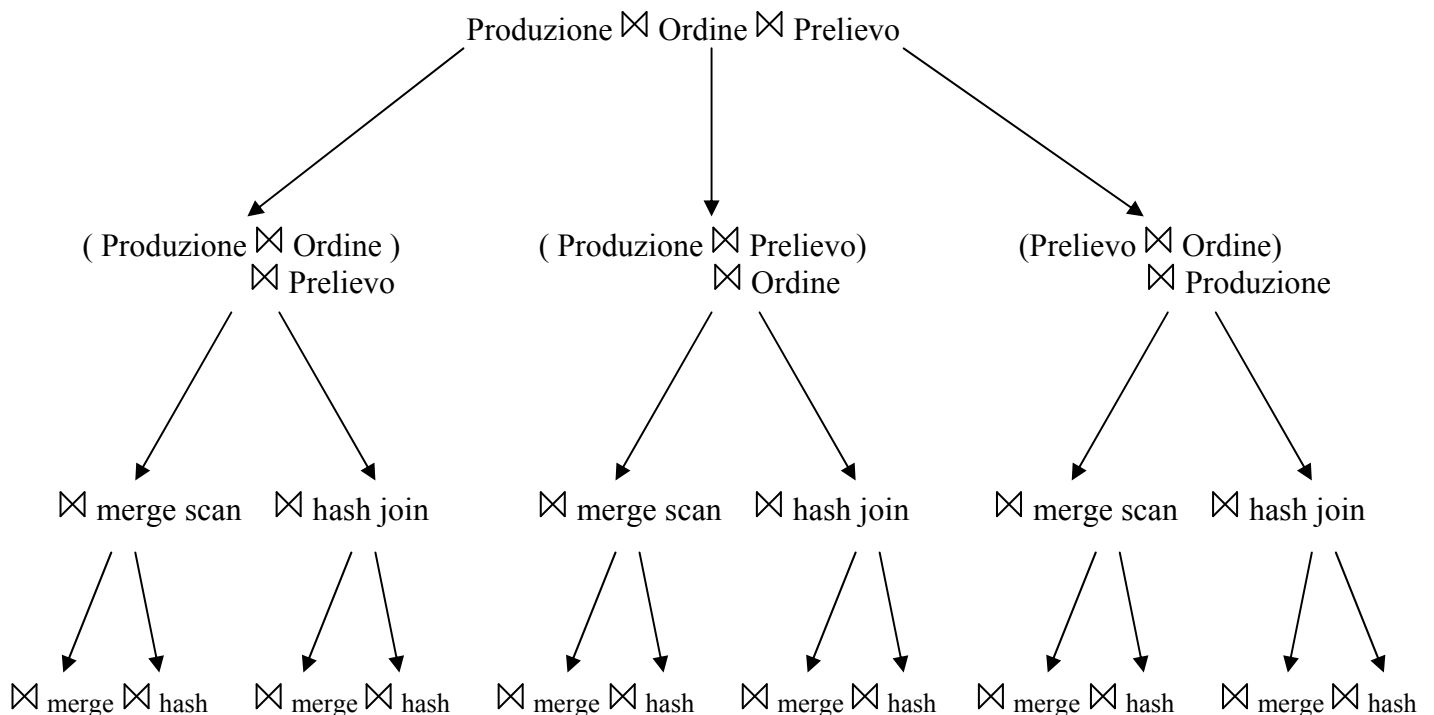 Produzione ⋈ Ordine ⋈ Prelievo
( Produzione ⋈ Ordine ) ⋈ Prelievo
( Produzione ⋈ Prelievo) ⋈ Ordine
(Prelievo ⋈ Ordine) ⋈ Produzione
⋈ merge scan ⋈ hash join ⋈ merge scan ⋈ hash join ⋈ merge scan ⋈ hash join
⋈ merge ⋈ hash ⋈ merge ⋈ hash ⋈ merge ⋈ hash ⋈ merge ⋈ hash ⋈ merge ⋈ hash ⋈ merge ⋈ hash